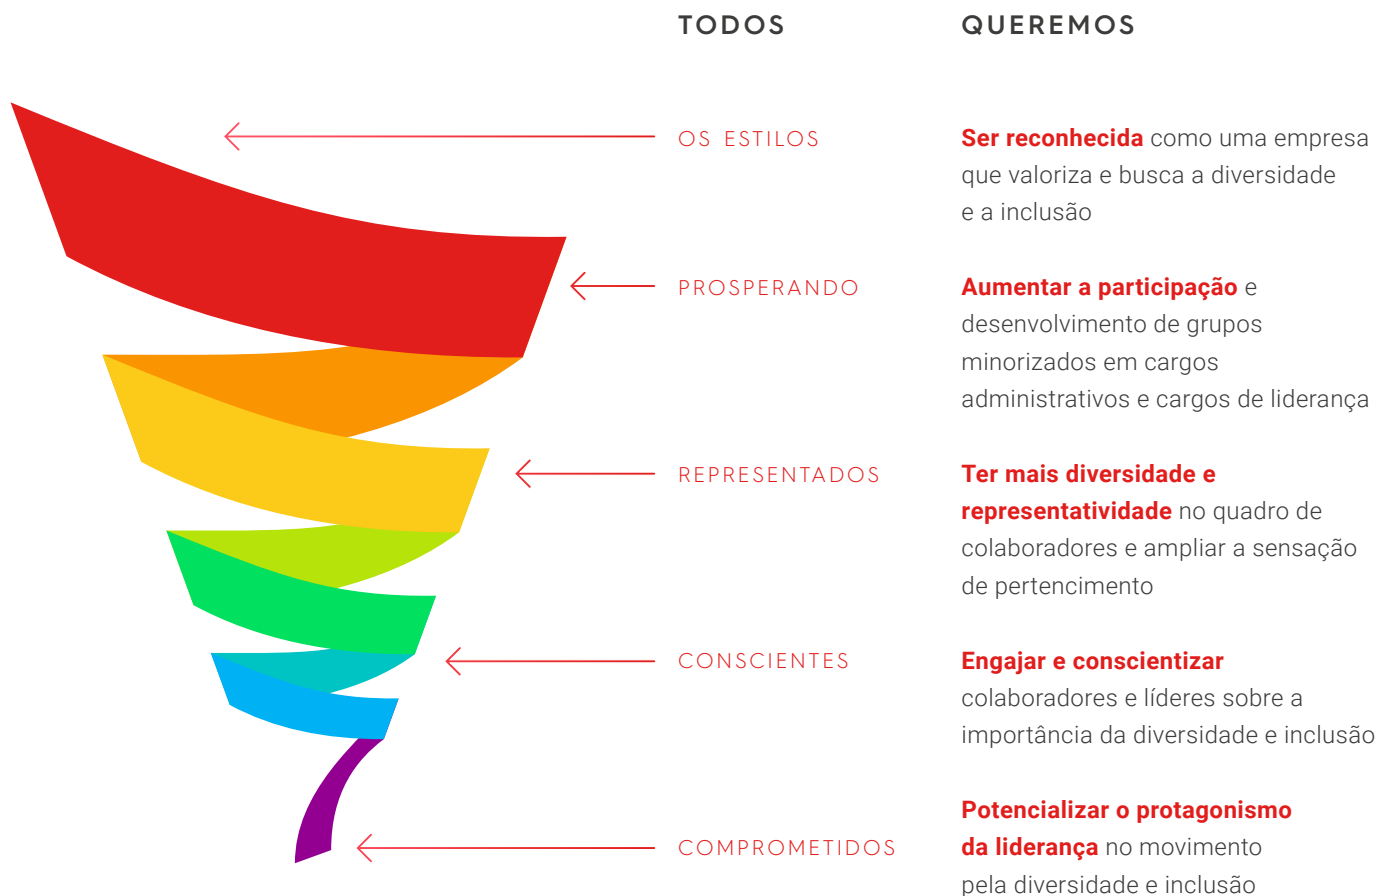 TODOS QUEREMOS
OS ESTILOS
Ser reconhecida como uma empresa
que valoriza e busca a diversidade
e a inclusão
PROSPERANDO
Aumentar a participação e
desenvolvimento de grupos
minorizados em cargos
administrativos e cargos de liderança
REPRESENTADOS
Ter mais diversidade e
representatividade no quadro de
colaboradores e ampliar a sensação
de pertencimento
CONSCIENTES
Engajar e conscientizar
colaboradores e líderes sobre a
importância da diversidade e inclusão
COMPROMETIDOS
Potencializar o protagonismo
da liderança no movimento
pela diversidade e inclusão